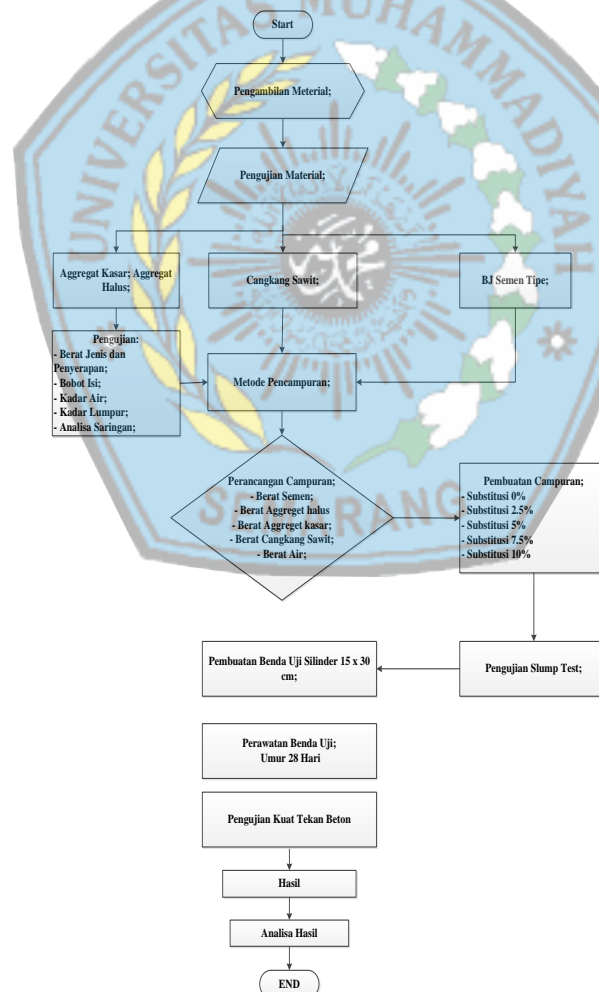 UNIVERSITAS MUHAMMADIYAH
Start
Pengambilan Meterial;
Pengujian Material;
Aggregat Kasar; Aggregat
Halus;
Cangkang Sawit;
BJ Semen Tipe;
Pengujian:
- Berat Jenis dan
Penyerapan;
- Bobot Isi;
- Kadar Air;
- Kadar Lumpur;
- Analisa Saringan;
Metode Pencampuran;
Perancangan Campuran;
- Berat Semen;
- Berat Aggreget halus
- Berat Aggreget kasar;
- Berat Cangkang Sawit;
- Berat Air;
Pembuatan Campuran;
- Substitusi 0%
- Substitusi 2.5%
- Substitusi 5%
- Substitusi 7.5%
- Substitusi 10%
SEMARANG
Pembuatan Benda Uji Silinder 15 x 30
cm;
Pengujian Slump Test;
Perawatan Benda Uji;
Umur 28 Hari
Pengujian Kuat Tekan Beton
Hasil
Analisa Hasil
END